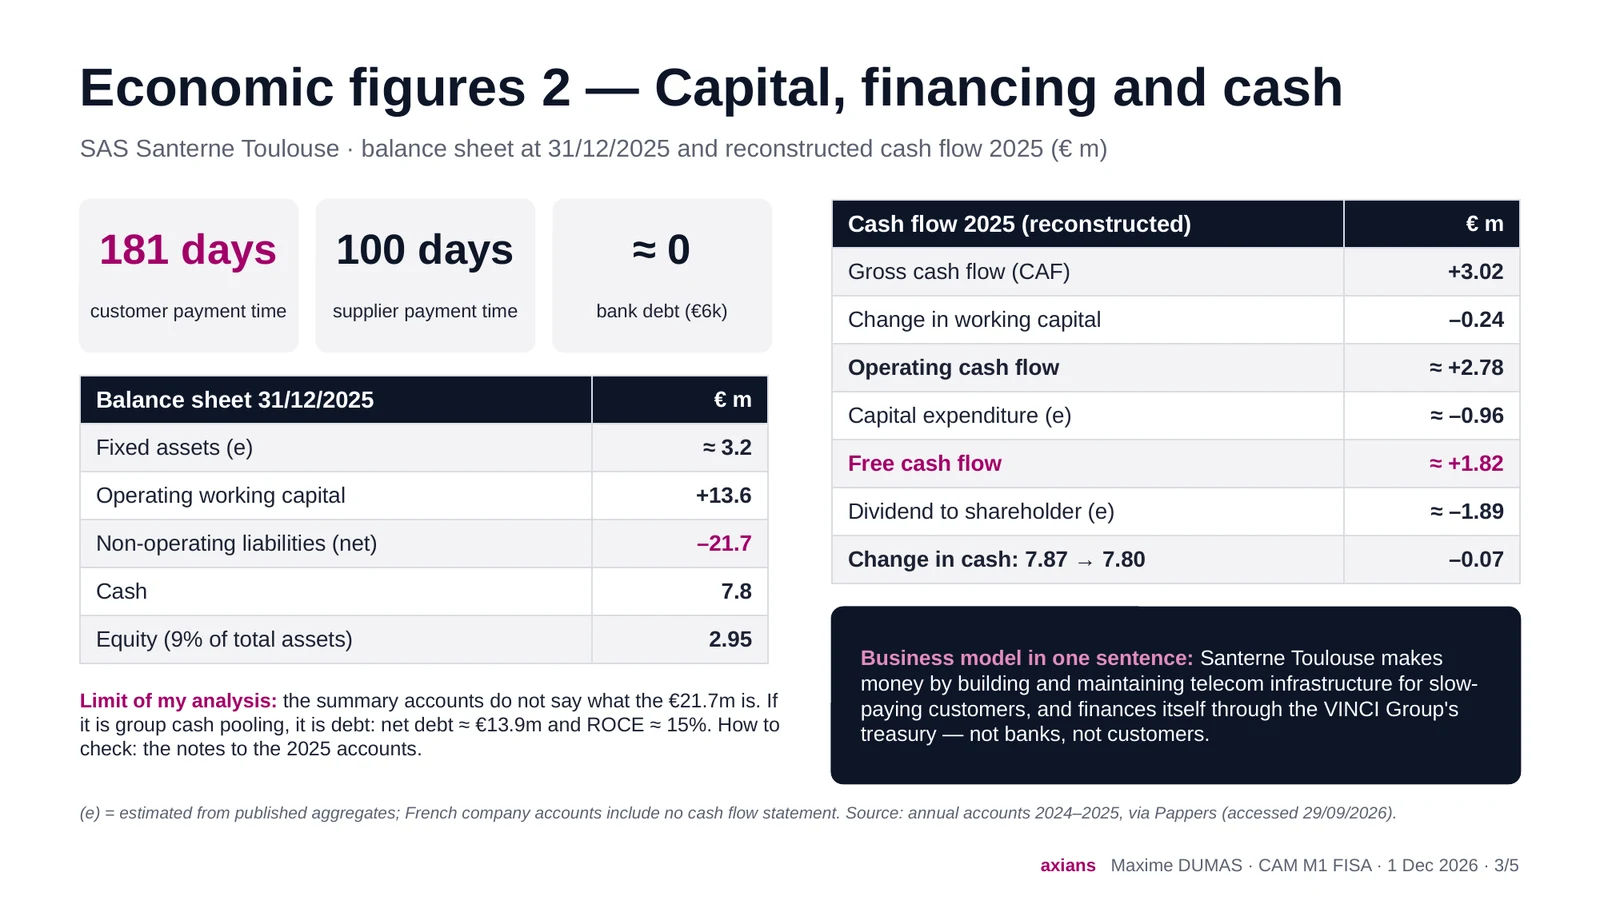 Economic figures 2 — Capital, financing and cash
SAS Santerne Toulouse · balance sheet at 31/12/2025 and reconstructed cash flow 2025 (€ m)
181 days
customer payment time
100 days
supplier payment time
≈ 0
bank debt (€6k)
Balance sheet 31/12/2025 € m
Fixed assets (e) ≈ 3.2
Operating working capital +13.6
Non-operating liabilities (net) –21.7
Cash 7.8
Equity (9% of total assets) 2.95
Limit of my analysis: the summary accounts do not say what the €21.7m is. If
it is group cash pooling, it is debt: net debt ≈ €13.9m and ROCE ≈ 15%. How to
check: the notes to the 2025 accounts.
Cash flow 2025 (reconstructed) € m
Gross cash flow (CAF) +3.02
Change in working capital –0.24
Operating cash flow ≈ +2.78
Capital expenditure (e) ≈ –0.96
Free cash flow ≈ +1.82
Dividend to shareholder (e) ≈ –1.89
Change in cash: 7.87 → 7.80 –0.07
Business model in one sentence: Santerne Toulouse makes
money by building and maintaining telecom infrastructure for slow-
paying customers, and finances itself through the VINCI Group's
treasury — not banks, not customers.
(e) = estimated from published aggregates; French company accounts include no cash flow statement. Source: annual accounts 2024–2025, via Pappers (accessed 29/09/2026).
axians Maxime DUMAS · CAM M1 FISA · 1 Dec 2026 · 3/5